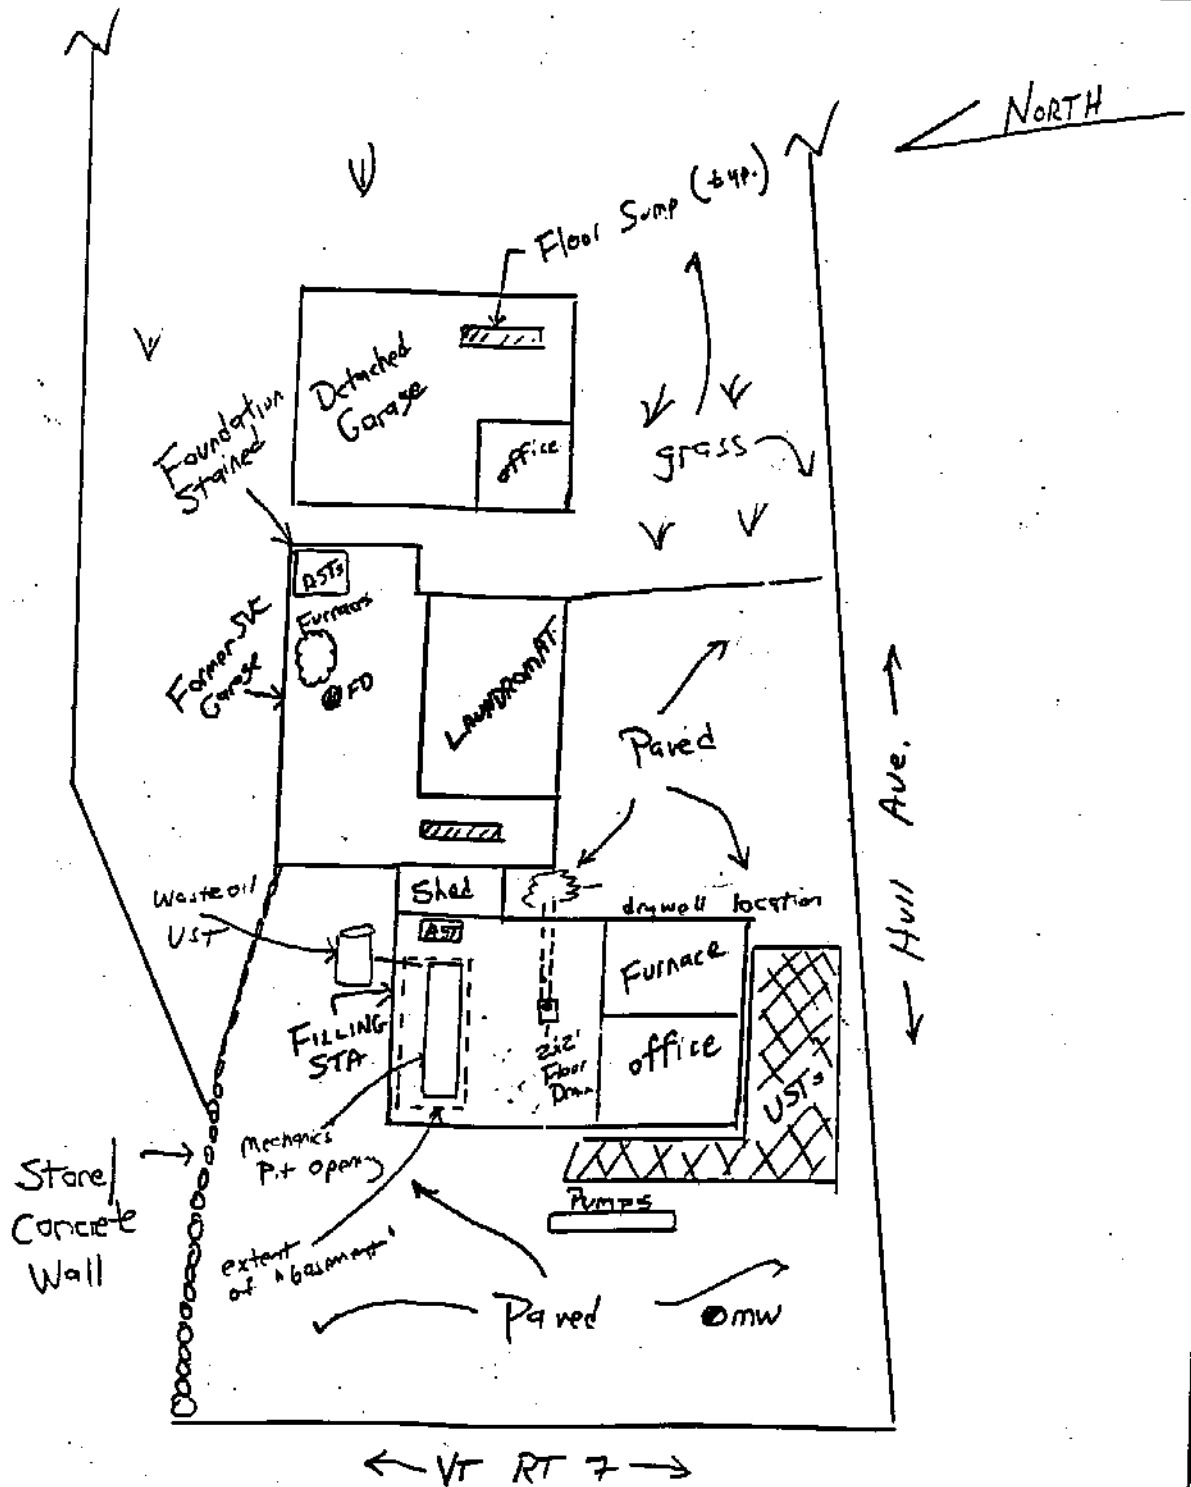 NORTH
Floor Sump (typ.)
Detached
Garage
office
grass
Foundation
Stained
ASTs
Furnaces
Former SVC
Garage
FD
LAUNDROMAT
Paved
Hull Ave.
Shed
drywell location
Waste oil
UST
AST
Furnace
office
2x2'
Floor
Drain
FILLING
STA
USTs
Mechanics
Pit opening
Stone/
Concrete
Wall
Pumps
extent
of "basement"
Paved
MW
VT RT 7